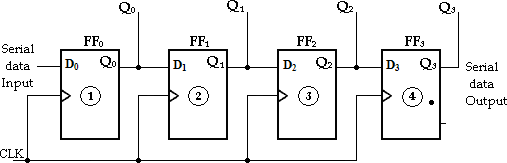 Q0 Q1 Q2 Q3
FF0 FF1 FF2 FF3
Serial
data
Input
D0 Q0 D1 Q1 D2 Q2 D3 Q3
Serial
data
Output
1 2 3 4
CLK